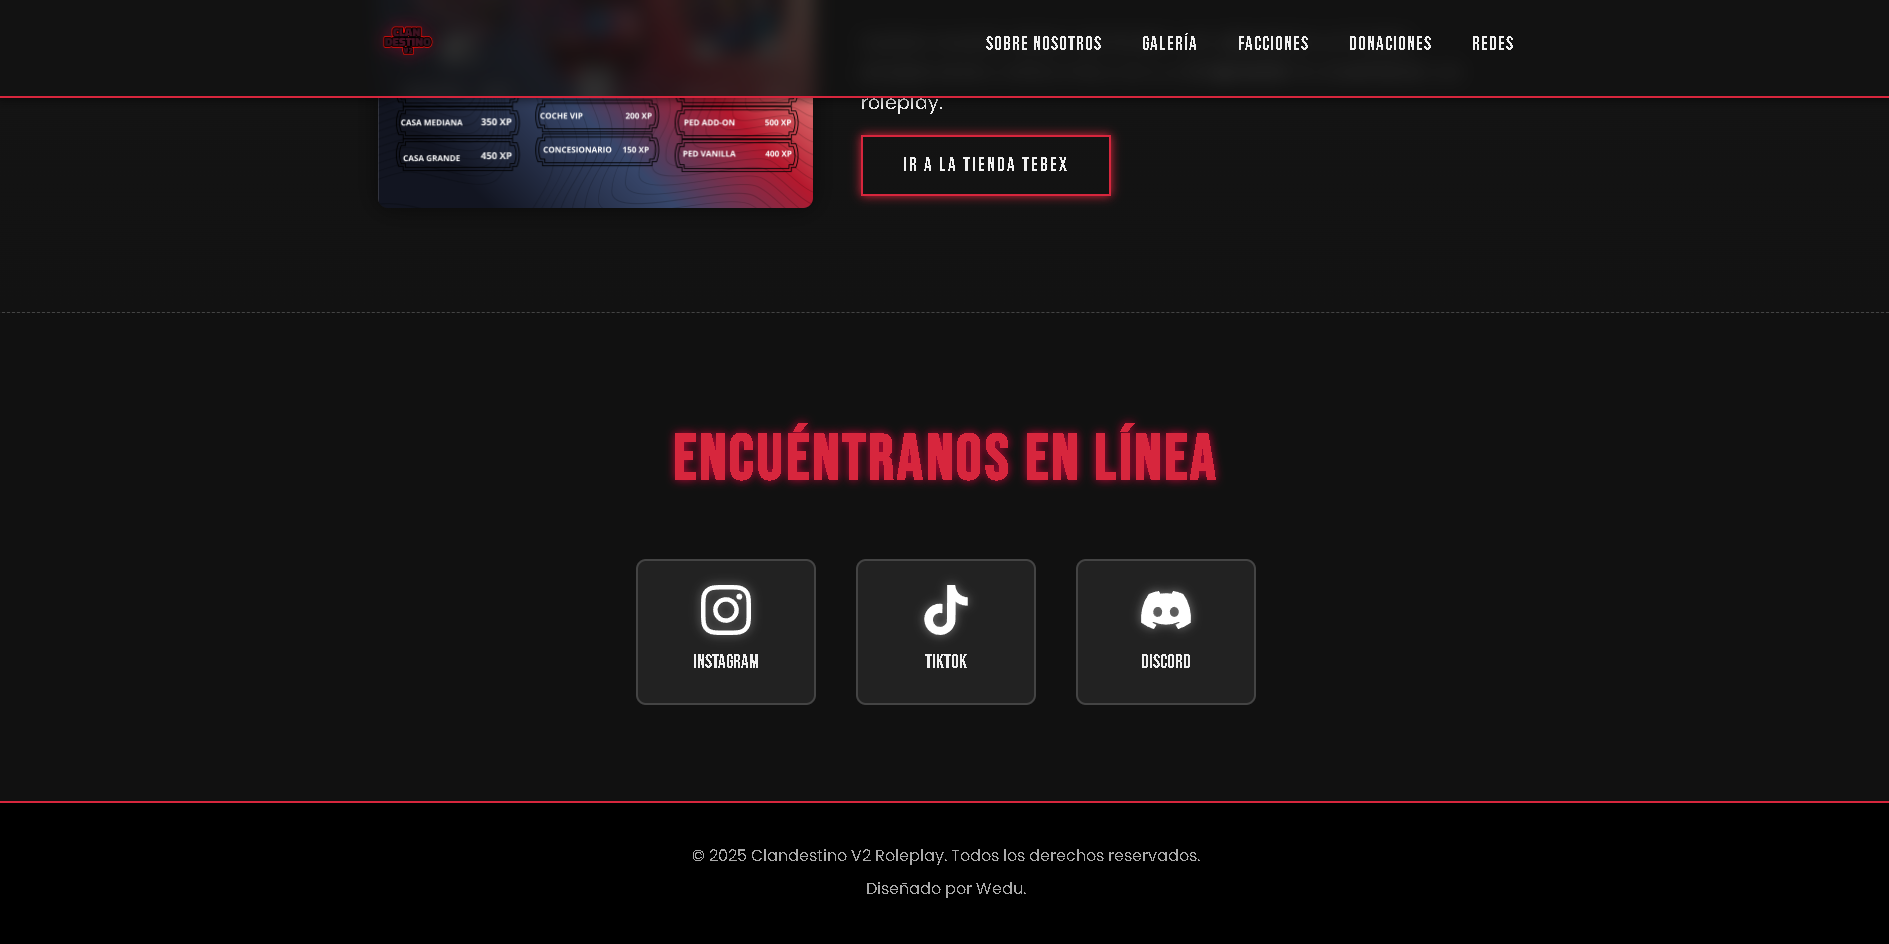 CLAN
DESTINO
SOBRE NOSOTROS
GALERÍA
FACCIONES
DONACIONES
REDES
CASA MEDIANA 350 XP
CASA GRANDE 450 XP
COCHE VIP 200 XP
CONCESIONARIO 150 XP
PED ADD-ON 500 XP
PED VANILLA 400 XP
roleplay.
IR A LA TIENDA TEBEX
ENCUÉNTRANOS EN LÍNEA
INSTAGRAM
TIKTOK
DISCORD
© 2025 Clandestino V2 Roleplay. Todos los derechos reservados.
Diseñado por Wedu.